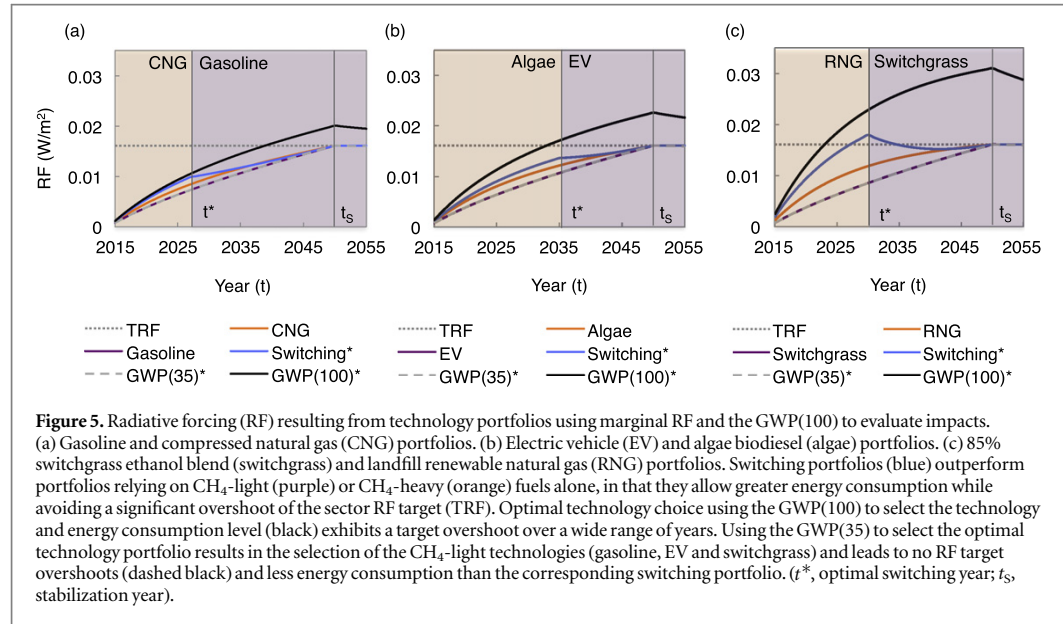 (a) (b) (c)
CNG Gasoline Algae EV RNG Switchgrass
0.03 0.03 0.03
0.02 0.02 0.02
0.01 0.01 0.01
0 0 0
RF (W/m²)
t* tS t* tS t* tS
2015 2025 2035 2045 2055 2015 2025 2035 2045 2055 2015 2025 2035 2045 2055
Year (t) Year (t) Year (t)
TRF CNG TRF Algae TRF RNG
Gasoline Switching* EV Switching* Switchgrass Switching*
GWP(35)* GWP(100)* GWP(35)* GWP(100)* GWP(35)* GWP(100)*
Figure 5. Radiative forcing (RF) resulting from technology portfolios using marginal RF and the GWP(100) to evaluate impacts.
(a) Gasoline and compressed natural gas (CNG) portfolios. (b) Electric vehicle (EV) and algae biodiesel (algae) portfolios. (c) 85%
switchgrass ethanol blend (switchgrass) and landfill renewable natural gas (RNG) portfolios. Switching portfolios (blue) outperform
portfolios relying on CH₄-light (purple) or CH₄-heavy (orange) fuels alone, in that they allow greater energy consumption while
avoiding a significant overshoot of the sector RF target (TRF). Optimal technology choice using the GWP(100) to select the technology
and energy consumption level (black) exhibits a target overshoot over a wide range of years. Using the GWP(35) to select the optimal
technology portfolio results in the selection of the CH₄-light technologies (gasoline, EV and switchgrass) and leads to no RF target
overshoots (dashed black) and less energy consumption than the corresponding switching portfolio. (t*, optimal switching year; tS,
stabilization year).